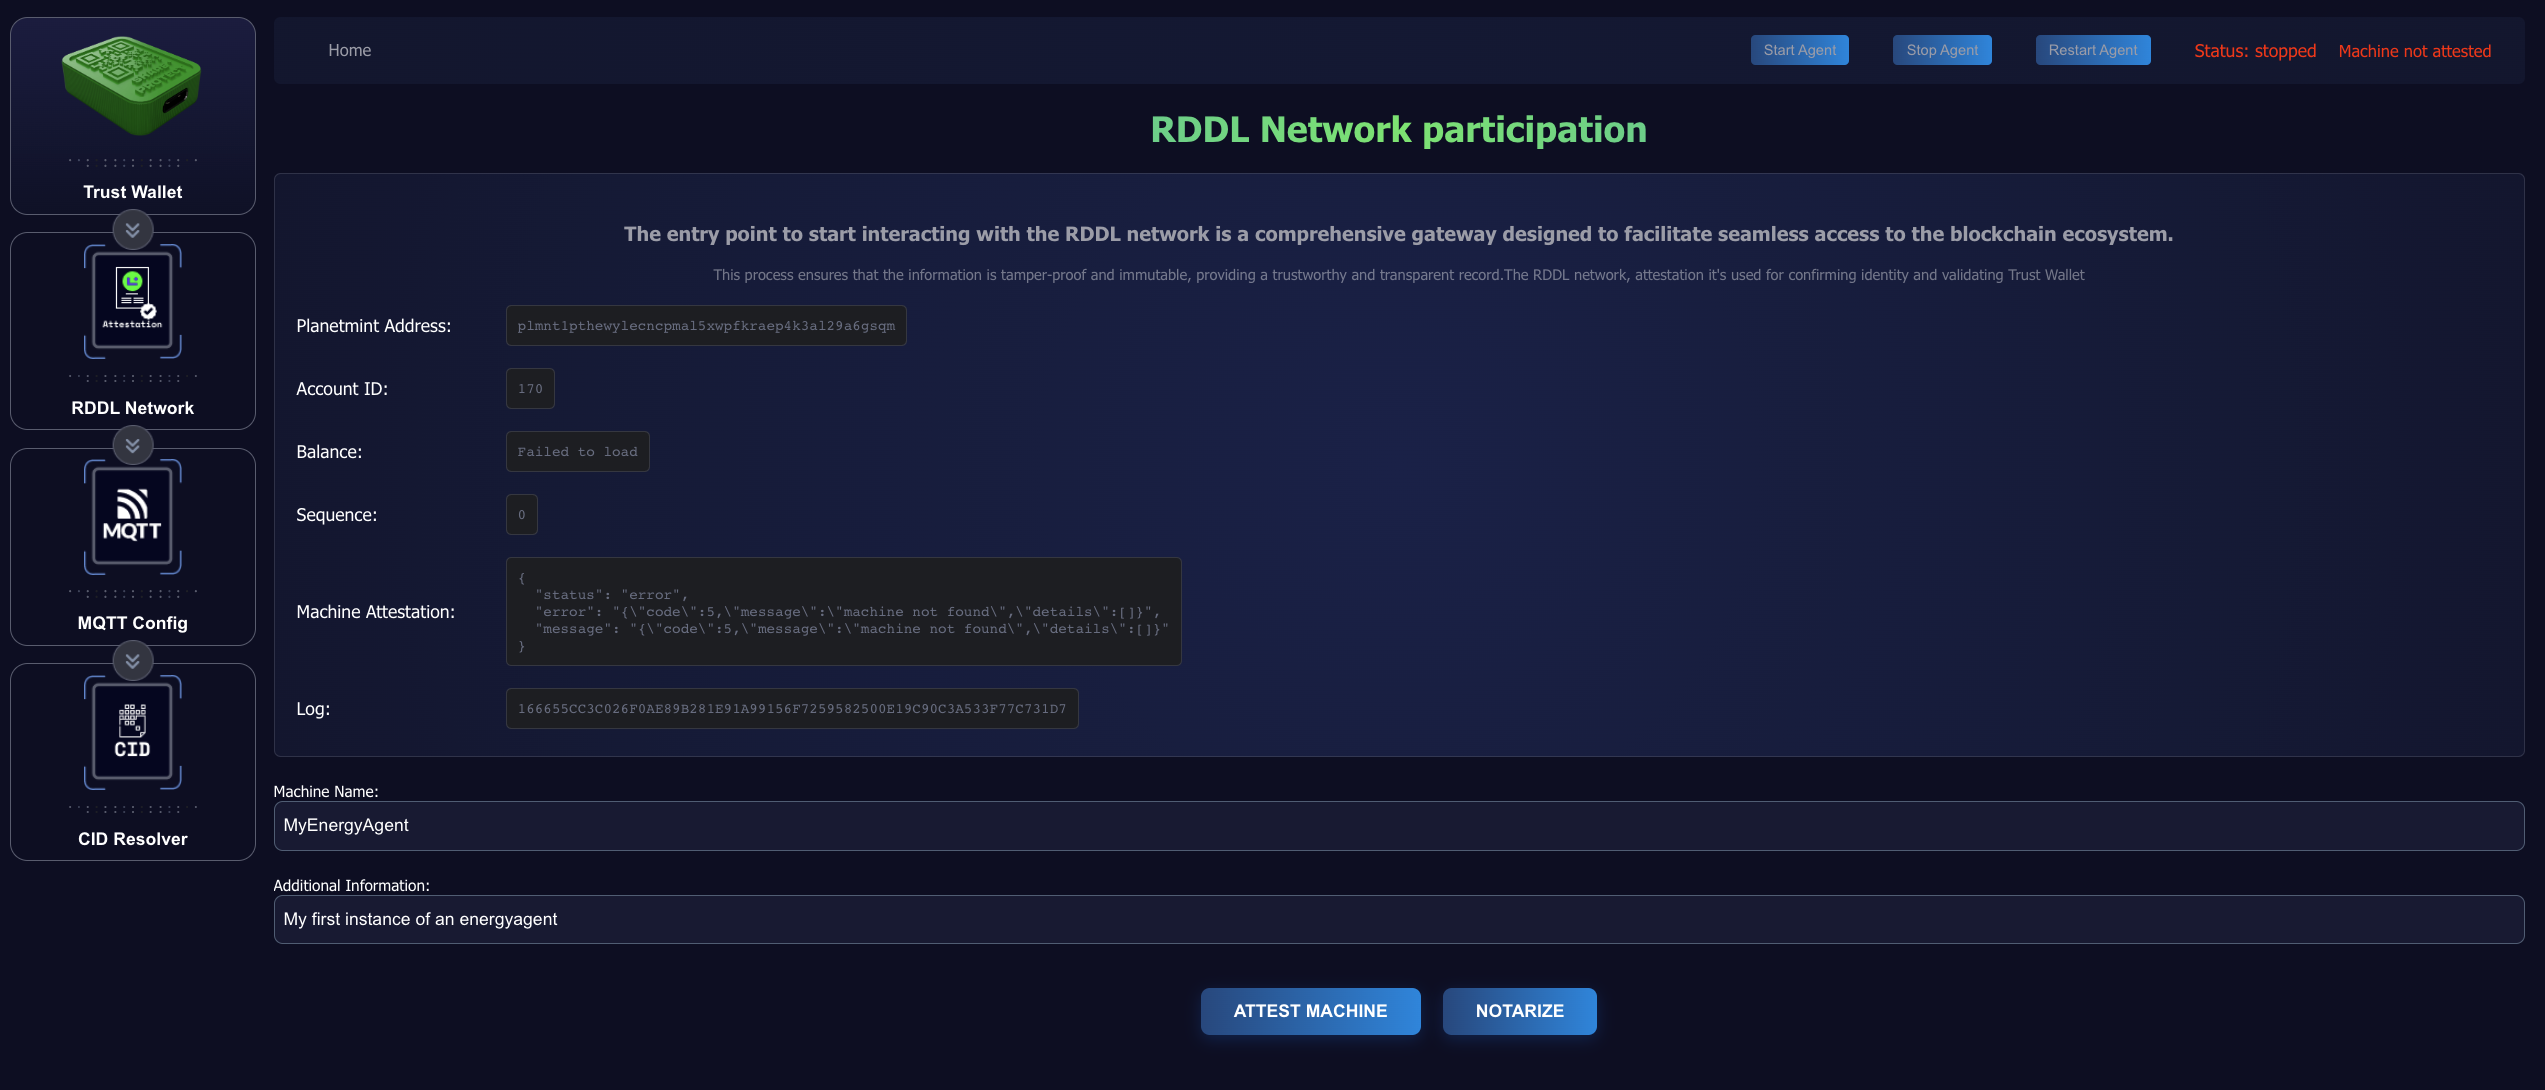 Home
Start Agent
Stop Agent
Restart Agent
Status: stopped
Machine not attested
Trust Wallet
Attestation
RDDL Network
MQTT
MQTT Config
CID
CID Resolver
RDDL Network participation
The entry point to start interacting with the RDDL network is a comprehensive gateway designed to facilitate seamless access to the blockchain ecosystem.
This process ensures that the information is tamper-proof and immutable, providing a trustworthy and transparent record.The RDDL network, attestation it's used for confirming identity and validating Trust Wallet
Planetmint Address: plmnt1pthewylecncpmal5xwpfkraep4k3al29a6gsqm
Account ID: 170
Balance: Failed to load
Sequence: 0
Machine Attestation:
{
"status": "error",
"error": "{\"code\":5,\"message\":\"machine not found\",\"details\":[]}",
"message": "{\"code\":5,\"message\":\"machine not found\",\"details\":[]}"
}
Log: 166655CC3C026F0AE89B281E91A99156F7259582500E19C90C3A533F77C731D7
Machine Name:
MyEnergyAgent
Additional Information:
My first instance of an energyagent
ATTEST MACHINE
NOTARIZE